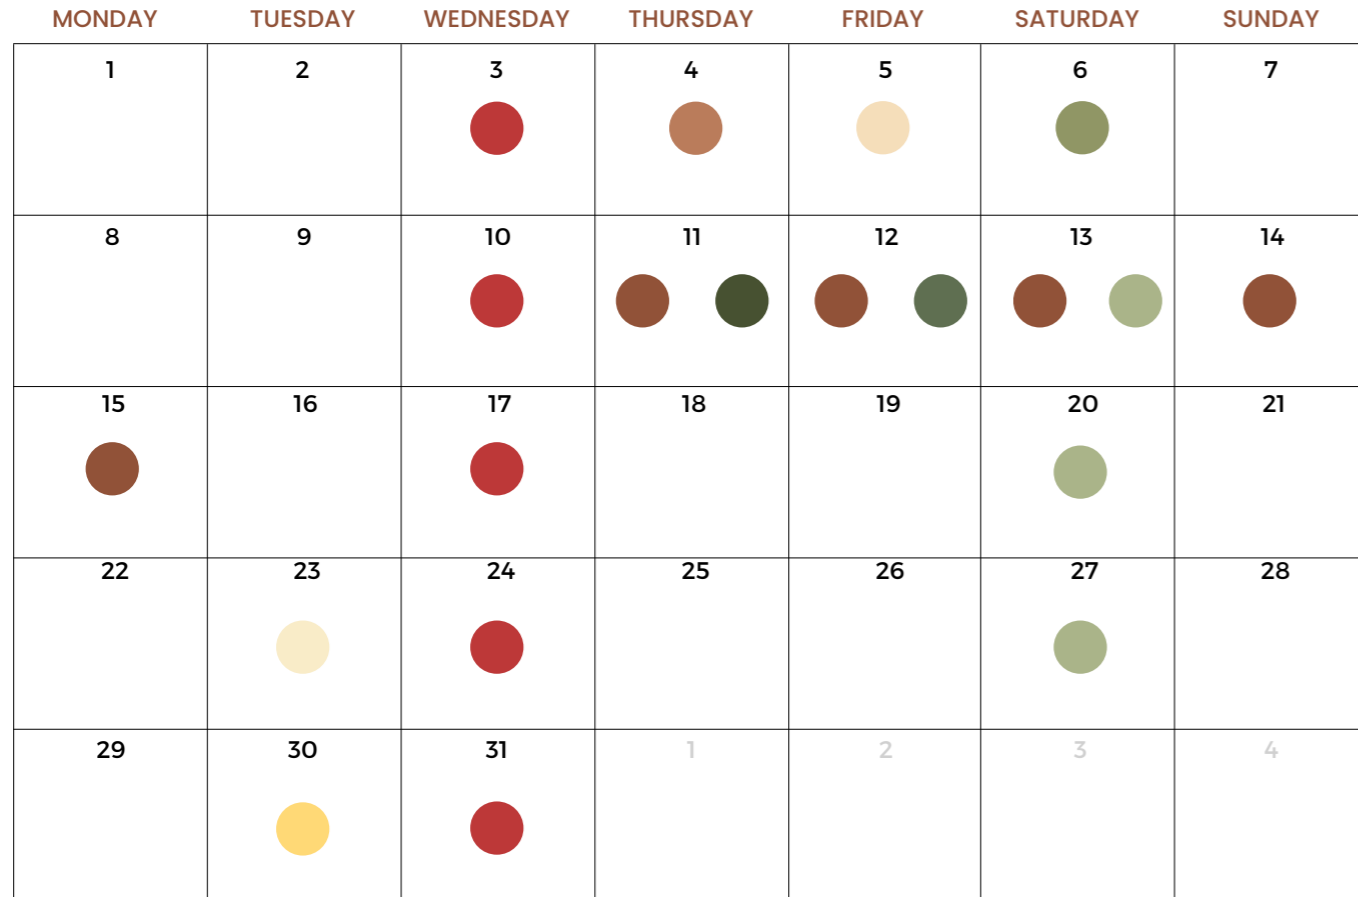 MONDAY TUESDAY WEDNESDAY THURSDAY FRIDAY SATURDAY SUNDAY
1 2 3 4 5 6 7
8 9 10 11 12 13 14
15 16 17 18 19 20 21
22 23 24 25 26 27 28
29 30 31 1 2 3 4